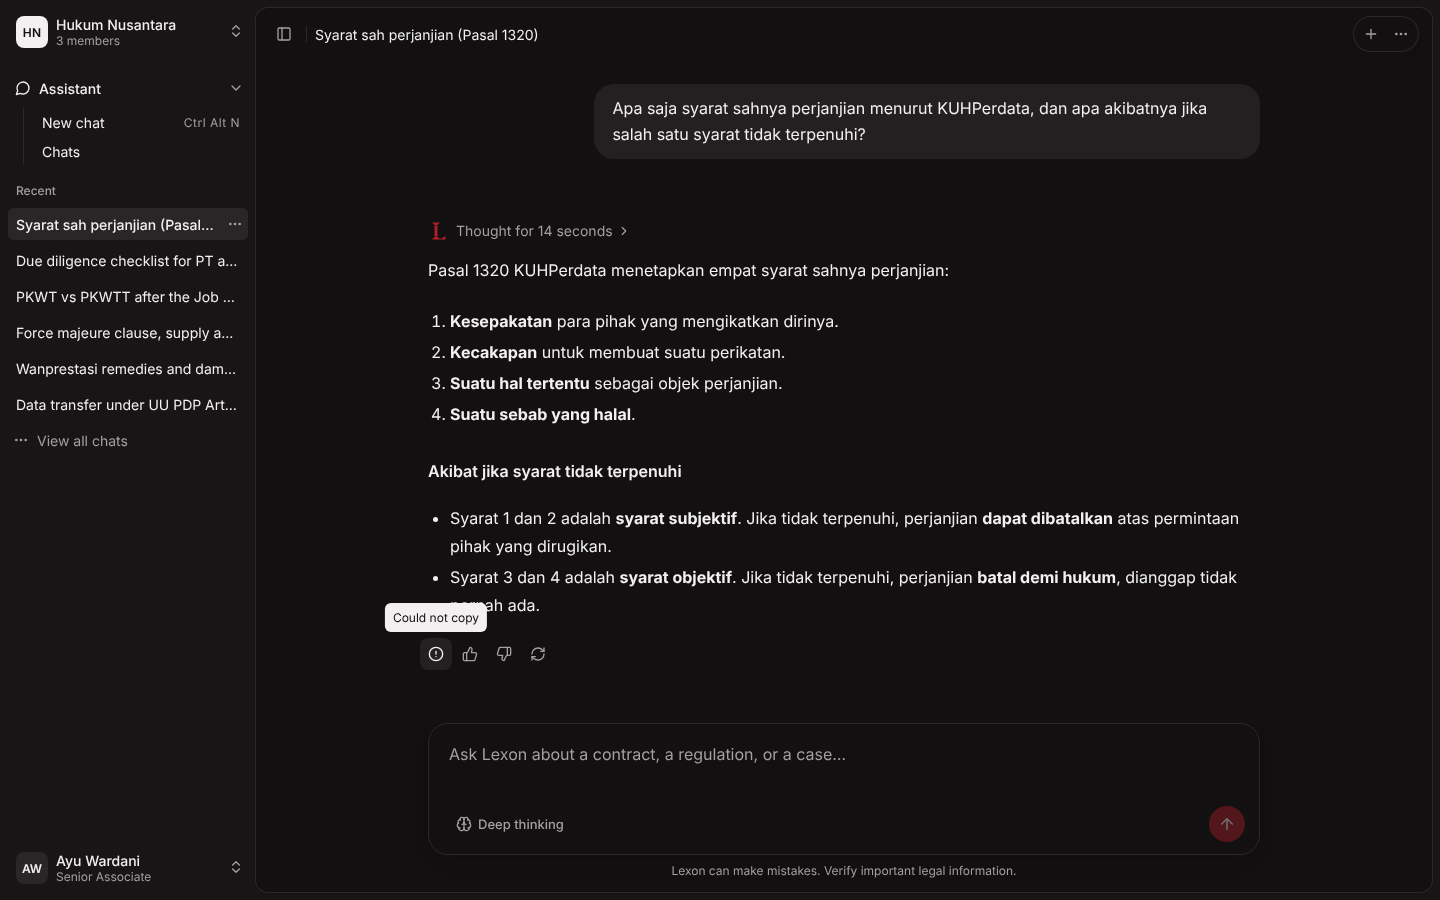 HN
Hukum Nusantara
3 members
Assistant
New chat
Ctrl Alt N
Chats
Recent
Syarat sah perjanjian (Pasal...
Due diligence checklist for PT a...
PKWT vs PKWTT after the Job ...
Force majeure clause, supply a...
Wanprestasi remedies and dam...
Data transfer under UU PDP Art...
View all chats
AW
Ayu Wardani
Senior Associate
Syarat sah perjanjian (Pasal 1320)
Apa saja syarat sahnya perjanjian menurut KUHPerdata, dan apa akibatnya jika
salah satu syarat tidak terpenuhi?
L
Thought for 14 seconds
Pasal 1320 KUHPerdata menetapkan empat syarat sahnya perjanjian:
1. Kesepakatan para pihak yang mengikatkan dirinya.
2. Kecakapan untuk membuat suatu perikatan.
3. Suatu hal tertentu sebagai objek perjanjian.
4. Suatu sebab yang halal.
Akibat jika syarat tidak terpenuhi
• Syarat 1 dan 2 adalah syarat subjektif. Jika tidak terpenuhi, perjanjian dapat dibatalkan atas permintaan
pihak yang dirugikan.
• Syarat 3 dan 4 adalah syarat objektif. Jika tidak terpenuhi, perjanjian batal demi hukum, dianggap tidak
ada.
Could not copy
Ask Lexon about a contract, a regulation, or a case...
Deep thinking
Lexon can make mistakes. Verify important legal information.